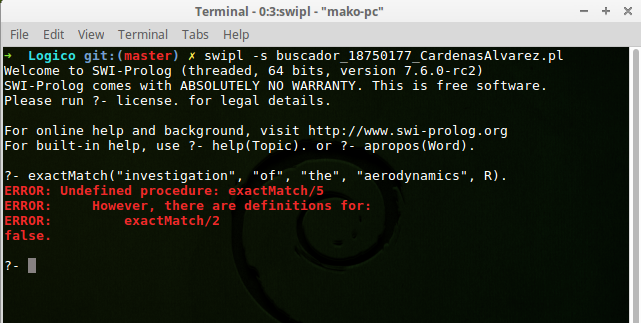 Terminal - 0:3:swipl - "mako-pc"
File Edit View Terminal Tabs Help
→ Logico git:(master) ✗ swipl -s buscador_18750177_CardenasAlvarez.pl
Welcome to SWI-Prolog (threaded, 64 bits, version 7.6.0-rc2)
SWI-Prolog comes with ABSOLUTELY NO WARRANTY. This is free software.
Please run ?- license. for legal details.
For online help and background, visit http://www.swi-prolog.org
For built-in help, use ?- help(Topic). or ?- apropos(Word).
?- exactMatch("investigation", "of", "the", "aerodynamics", R).
ERROR: Undefined procedure: exactMatch/5
ERROR:     However, there are definitions for:
ERROR:         exactMatch/2
false.
?-